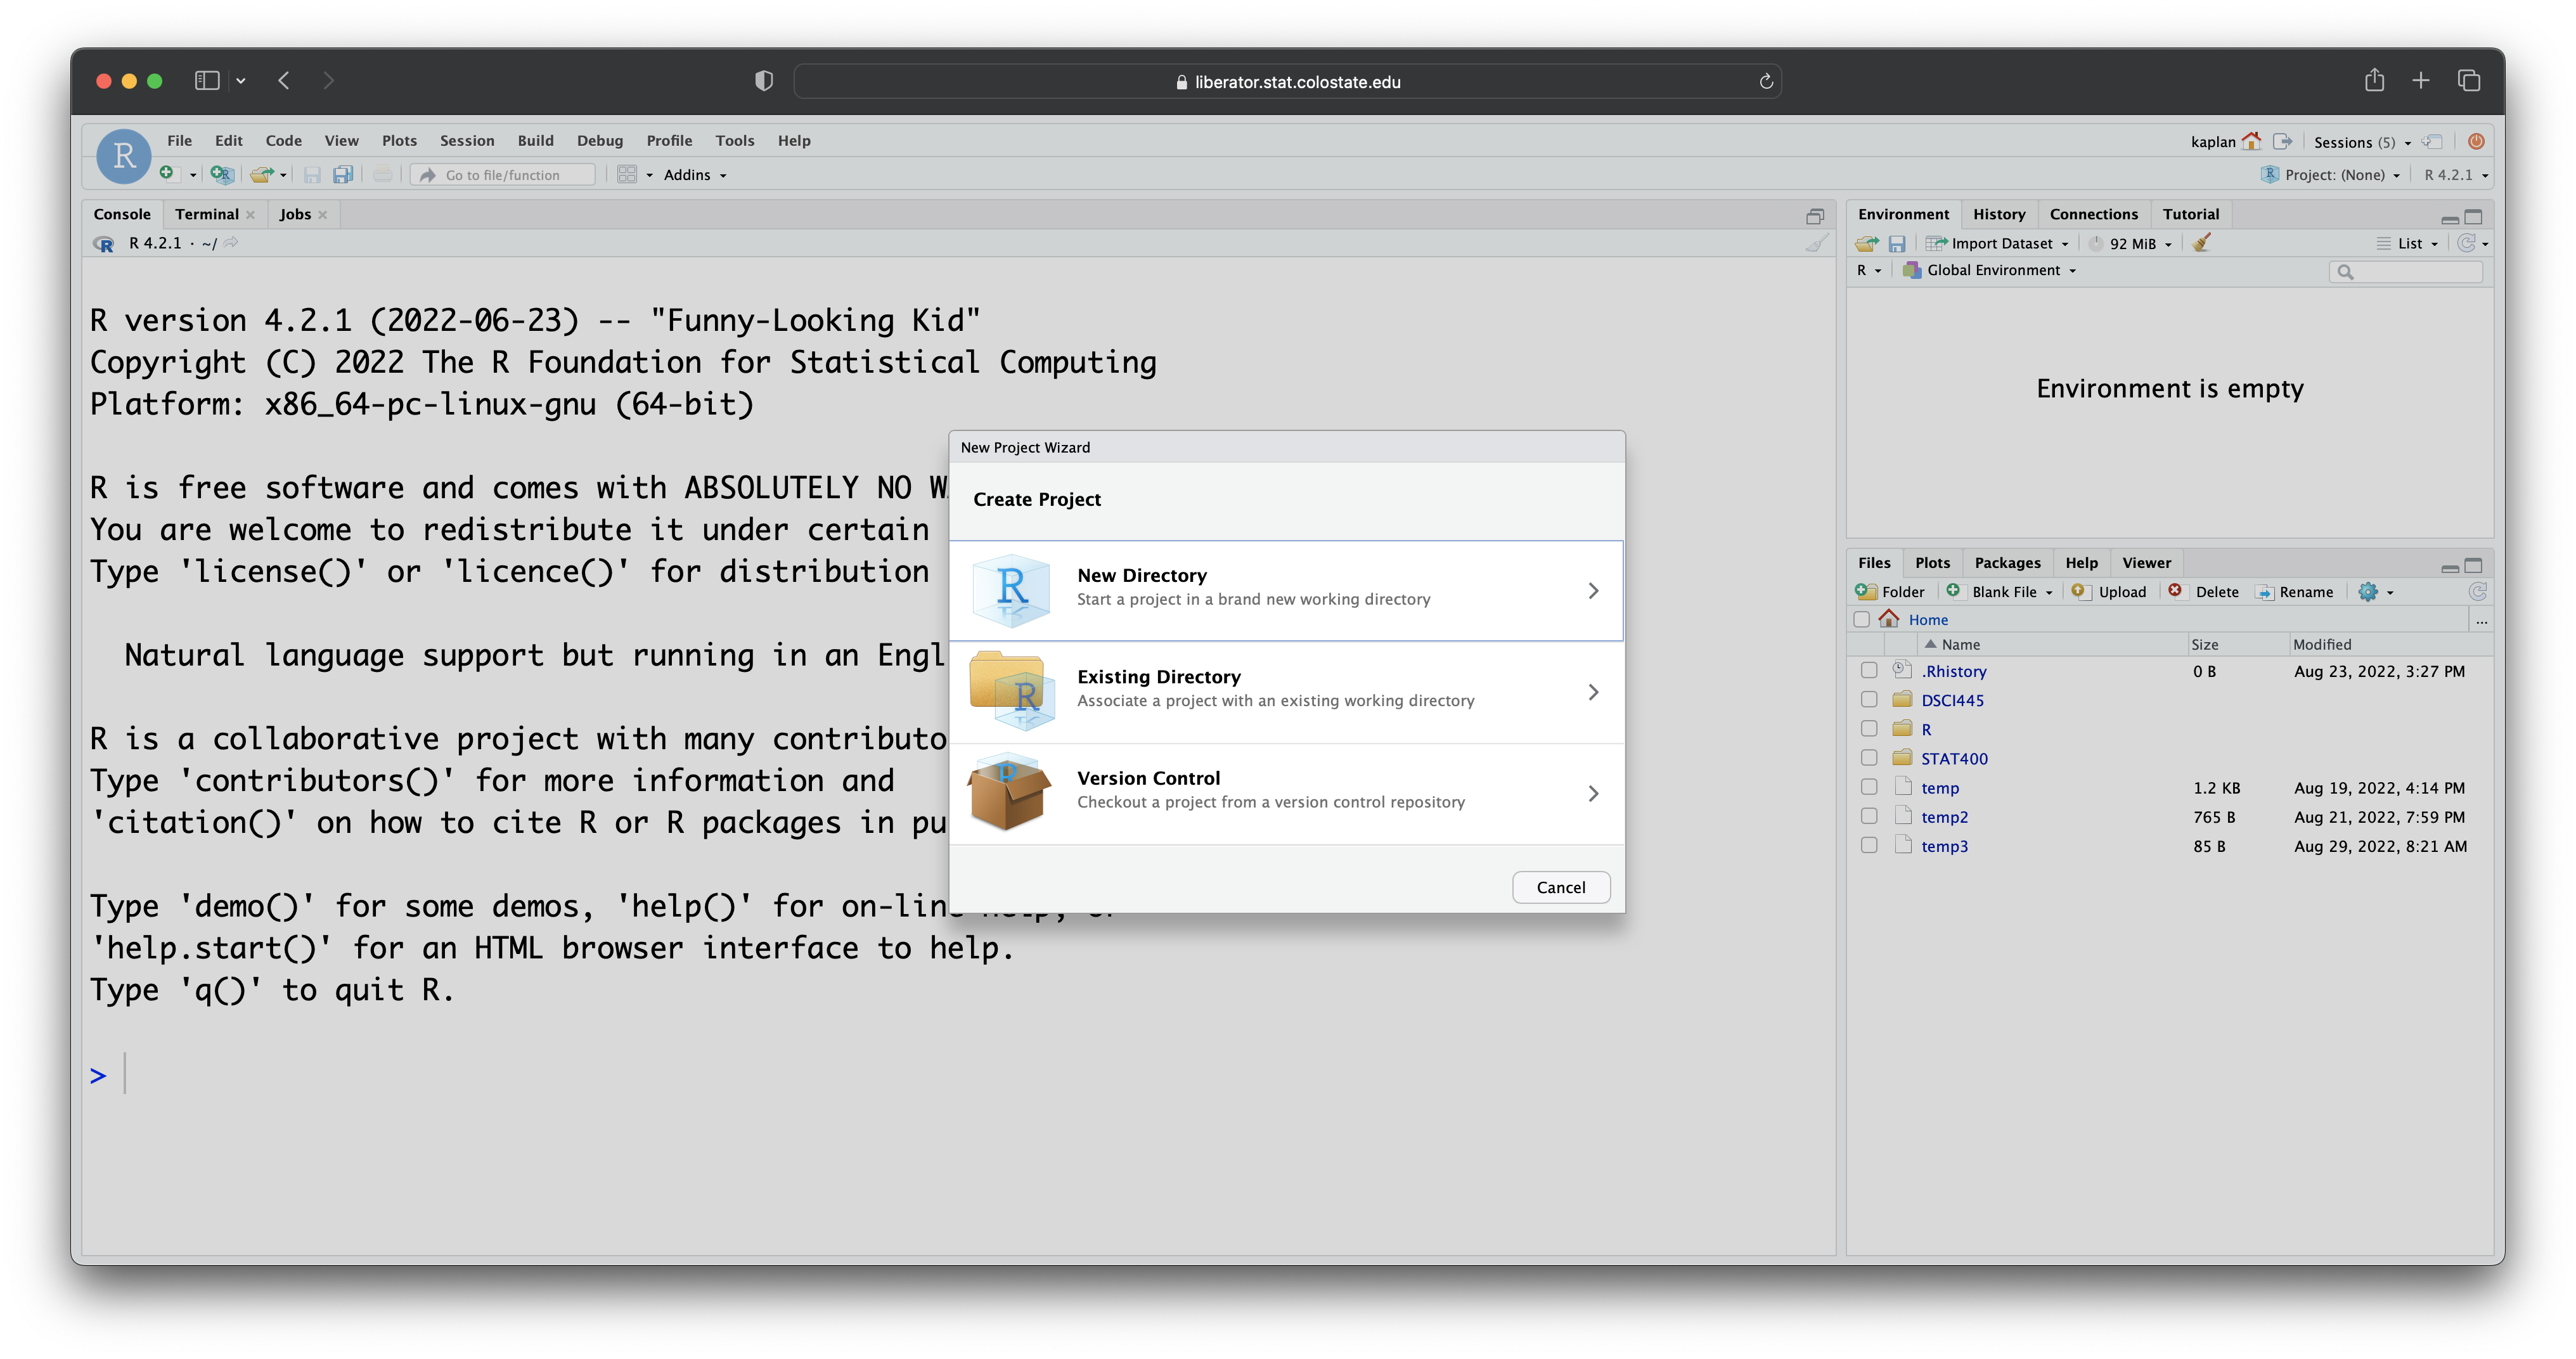 liberator.stat.colostate.edu
R
File Edit Code View Plots Session Build Debug Profile Tools Help
kaplan Sessions (5)
Go to file/function Addins
Project: (None) R 4.2.1
Console Terminal Jobs
R 4.2.1 · ~/
R version 4.2.1 (2022-06-23) -- "Funny-Looking Kid"
Copyright (C) 2022 The R Foundation for Statistical Computing
Platform: x86_64-pc-linux-gnu (64-bit)
R is free software and comes with ABSOLUTELY NO
You are welcome to redistribute it under certain
Type 'license()' or 'licence()' for distribution
Natural language support but running in an Engl
R is a collaborative project with many contributo
Type 'contributors()' for more information and
'citation()' on how to cite R or R packages in pu
Type 'demo()' for some demos, 'help()' for on-line help, or
'help.start()' for an HTML browser interface to help.
Type 'q()' to quit R.
>
New Project Wizard
Create Project
New Directory
Start a project in a brand new working directory
Existing Directory
Associate a project with an existing working directory
Version Control
Checkout a project from a version control repository
Cancel
Environment History Connections Tutorial
Import Dataset 92 MiB List
R Global Environment
Environment is empty
Files Plots Packages Help Viewer
Folder Blank File Upload Delete Rename
Home ...
Name Size Modified
.Rhistory 0 B Aug 23, 2022, 3:27 PM
DSCI445
R
STAT400
temp 1.2 KB Aug 19, 2022, 4:14 PM
temp2 765 B Aug 21, 2022, 7:59 PM
temp3 85 B Aug 29, 2022, 8:21 AM